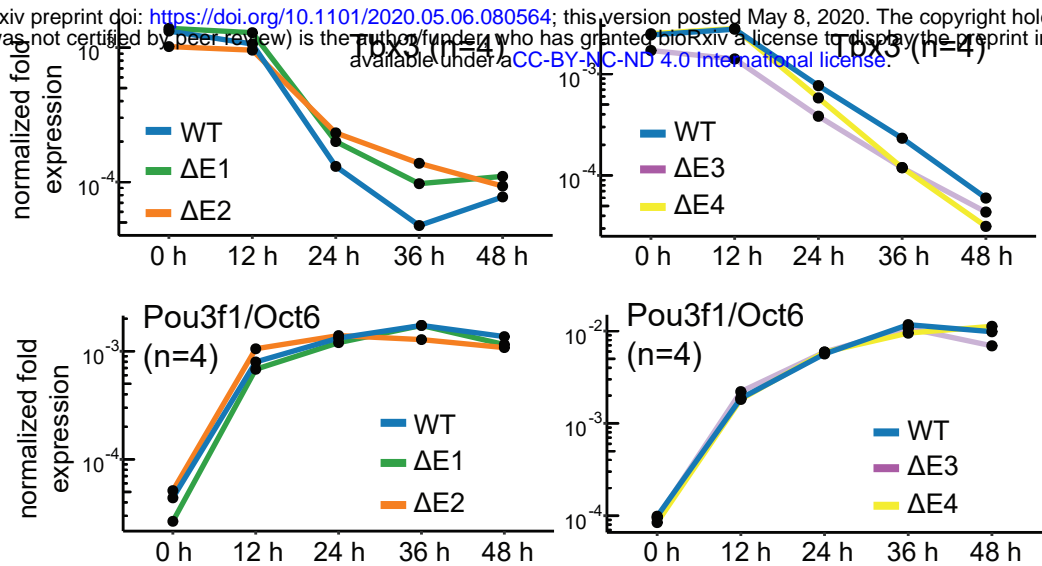 xiv preprint doi: https://doi.org/10.1101/2020.05.06.080564; this version posted May 8, 2020. The copyright hol
was not certified by peer review) is the author/funder, who has granted bioRxiv a license to display the preprint i
available under aCC-BY-NC-ND 4.0 International license.
Tbx3 (n=4)
normalized fold
expression
10-3
10-4
WT
ΔE1
ΔE2
0 h 12 h 24 h 36 h 48 h
Tbx3 (n=4)
10-3
10-4
WT
ΔE3
ΔE4
0 h 12 h 24 h 36 h 48 h
Pou3f1/Oct6
(n=4)
normalized fold
expression
10-3
10-4
WT
ΔE1
ΔE2
0 h 12 h 24 h 36 h 48 h
Pou3f1/Oct6
(n=4)
10-2
10-3
10-4
WT
ΔE3
ΔE4
0 h 12 h 24 h 36 h 48 h